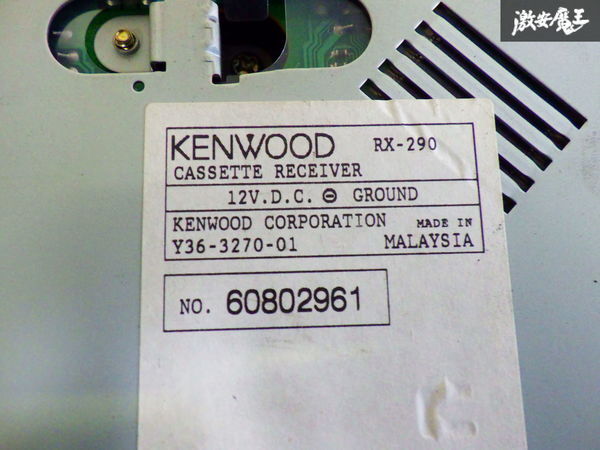 激安魔王
KENWOOD RX-290
CASSETTE RECEIVER
12V.D.C. ⊖ GROUND
KENWOOD CORPORATION MADE IN
Y36-3270-01 MALAYSIA
NO. 60802961